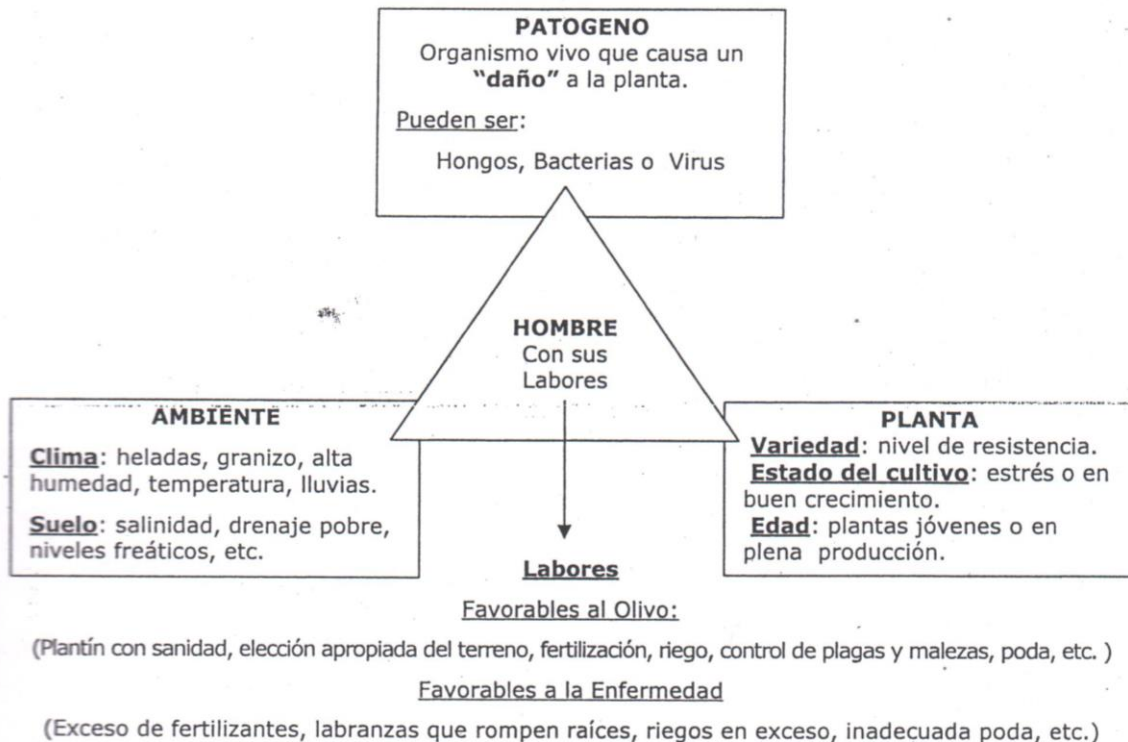 PATOGENO
Organismo vivo que causa un
"daño" a la planta.
Pueden ser:
Hongos, Bacterias o Virus
HOMBRE
Con sus
Labores
AMBIENTE
Clima: heladas, granizo, alta
humedad, temperatura, lluvias.
Suelo: salinidad, drenaje pobre,
niveles freáticos, etc.
PLANTA
Variedad: nivel de resistencia.
Estado del cultivo: estrés o en
buen crecimiento.
Edad: plantas jóvenes o en
plena producción.
Labores
Favorables al Olivo:
(Plantín con sanidad, elección apropiada del terreno, fertilización, riego, control de plagas y malezas, poda, etc. )
Favorables a la Enfermedad
(Exceso de fertilizantes, labranzas que rompen raíces, riegos en exceso, inadecuada poda, etc.)